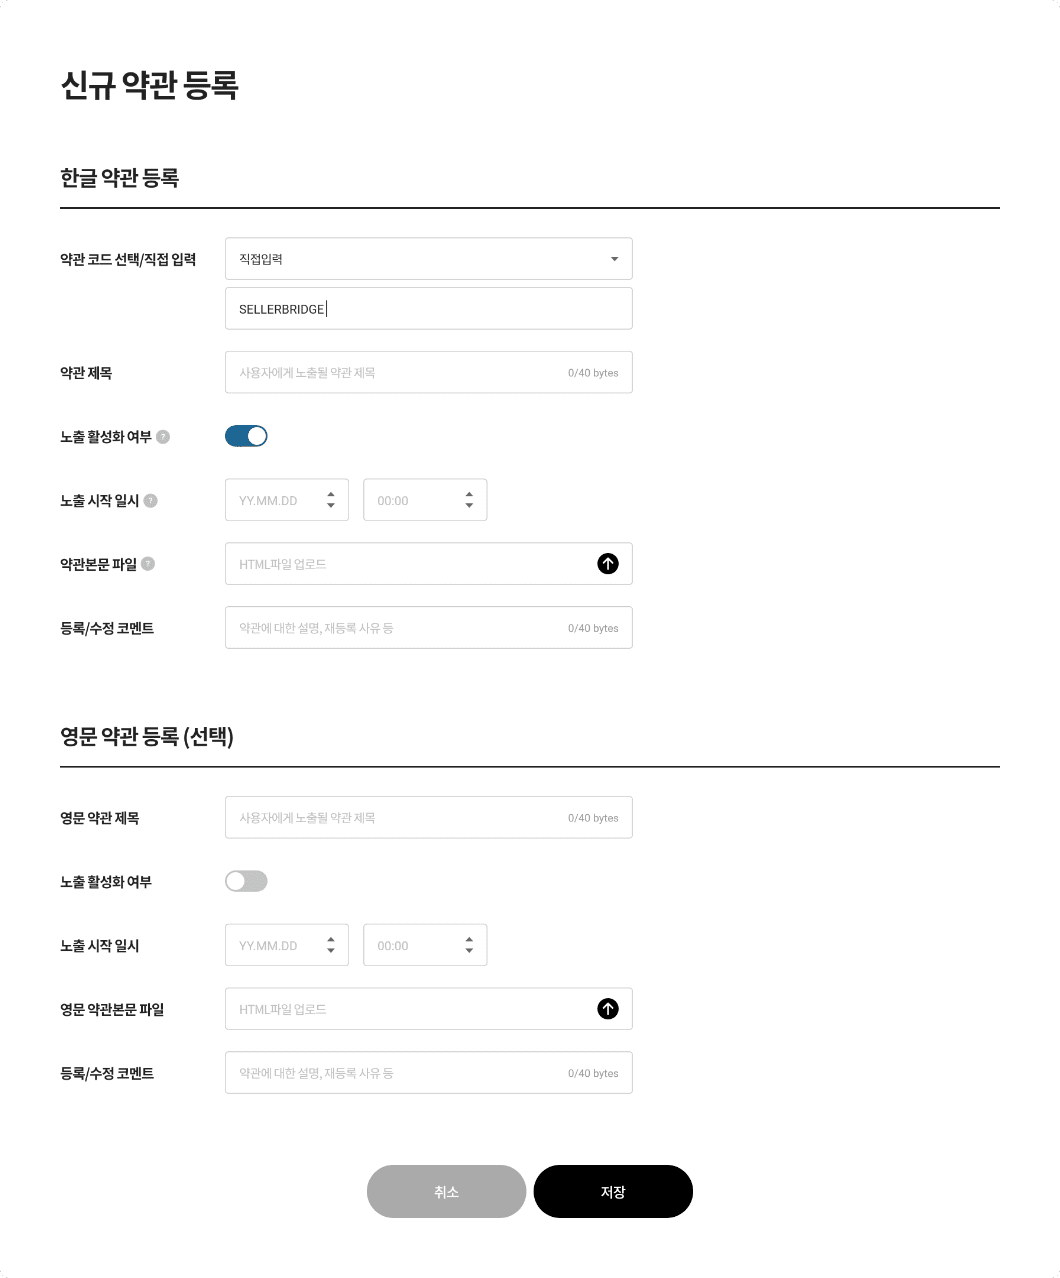 신규 약관 등록
한글 약관 등록
약관 코드 선택/직접 입력
직접입력
SELLERBRIDGE
약관 제목
사용자에게 노출될 약관 제목
0/40 bytes
노출 활성화 여부 ?
노출 시작 일시 ?
YY.MM.DD
00:00
약관본문 파일 ?
HTML파일 업로드
등록/수정 코멘트
약관에 대한 설명, 재등록 사유 등
0/40 bytes
영문 약관 등록 (선택)
영문 약관 제목
사용자에게 노출될 약관 제목
0/40 bytes
노출 활성화 여부
노출 시작 일시
YY.MM.DD
00:00
영문 약관본문 파일
HTML파일 업로드
등록/수정 코멘트
약관에 대한 설명, 재등록 사유 등
0/40 bytes
취소
저장